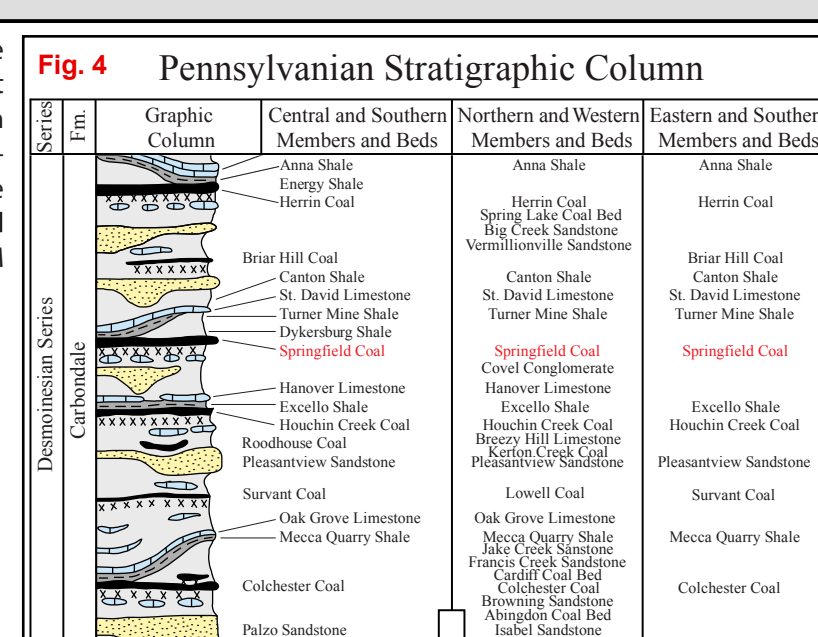 Fig. 4 Pennsylvanian Stratigraphic Column
Series
Fm.
Graphic
Column
Central and Southern
Members and Beds
Northern and Western
Members and Beds
Eastern and Souther
Members and Beds
Desmoinesian Series
Carbondale
Anna Shale
Energy Shale
Herrin Coal
Briar Hill Coal
Canton Shale
St. David Limestone
Turner Mine Shale
Dykersburg Shale
Springfield Coal
Hanover Limestone
Excello Shale
Houchin Creek Coal
Roodhouse Coal
Pleasantview Sandstone
Survant Coal
Oak Grove Limestone
Mecca Quarry Shale
Colchester Coal
Palzo Sandstone
Anna Shale
Herrin Coal
Spring Lake Coal Bed
Big Creek Sandstone
Vermillionville Sandstone
Canton Shale
St. David Limestone
Turner Mine Shale
Springfield Coal
Covel Conglomerate
Hanover Limestone
Excello Shale
Houchin Creek Coal
Breezy Hill Limestone
Kerton Creek Coal
Pleasantview Sandstone
Lowell Coal
Oak Grove Limestone
Mecca Quarry Shale
Jake Creek Sanstone
Francis Creek Sandstone
Cardiff Coal Bed
Colchester Coal
Browning Sandstone
Abingdon Coal Bed
Isabel Sandstone
Anna Shale
Herrin Coal
Briar Hill Coal
Canton Shale
St. David Limestone
Turner Mine Shale
Springfield Coal
Excello Shale
Houchin Creek Coal
Pleasantview Sandstone
Survant Coal
Mecca Quarry Shale
Colchester Coal